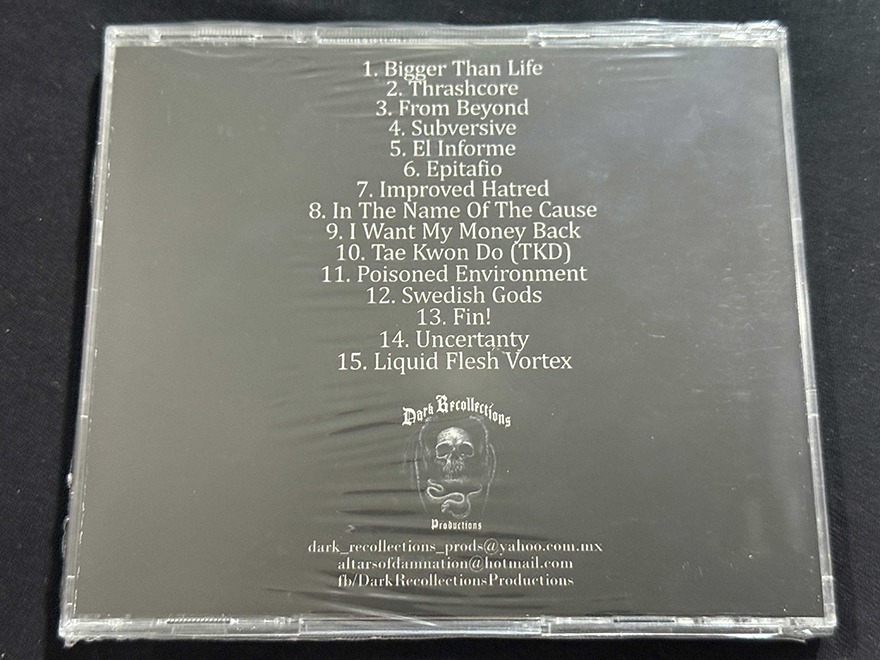 1. Bigger Than Life
2. Thrashcore
3. From Beyond
4. Subversive
5. El Informe
6. Epitafio
7. Improved Hatred
8. In The Name Of The Cause
9. I Want My Money Back
10. Tae Kwon Do (TKD)
11. Poisoned Environment
12. Swedish Gods
13. Fin!
14. Uncertanty
15. Liquid Flesh Vortex
Dark Recollections
Productions
dark_recollections_prods@yahoo.com.mx
altarsofdamnation@hotmail.com
fb/DarkRecollectionsProductions